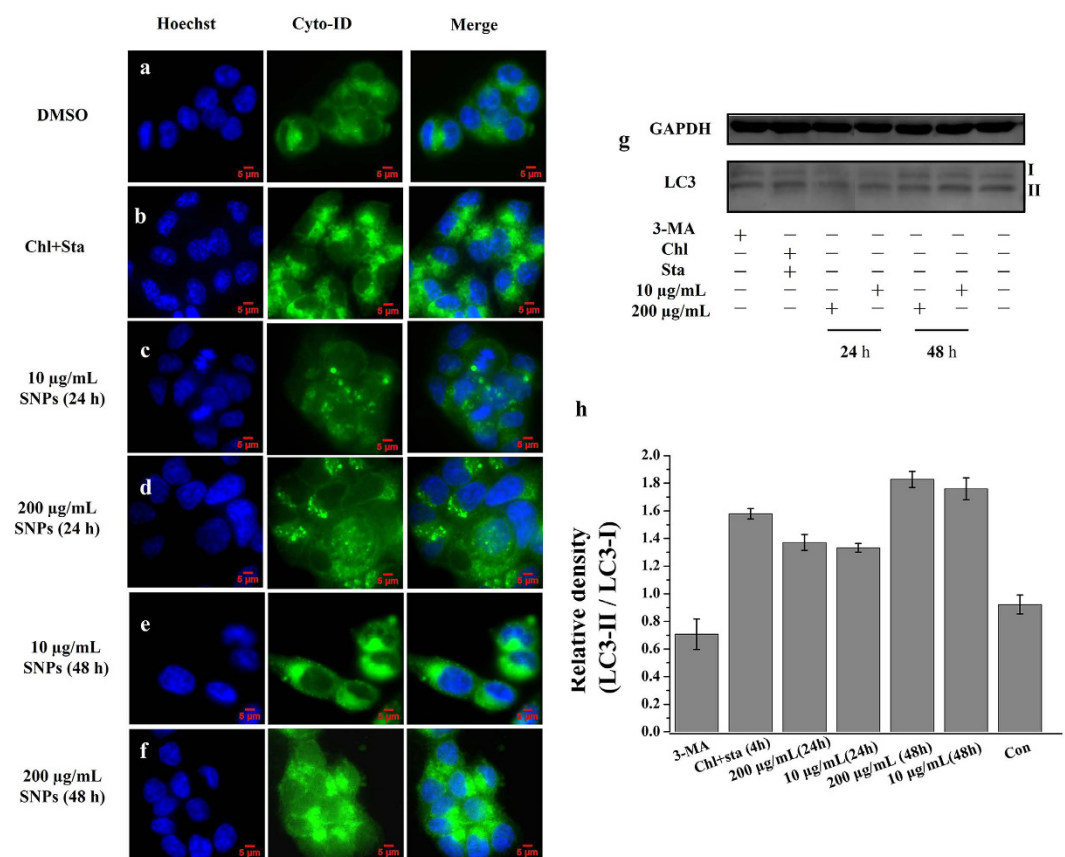 Hoechst Cyto-ID Merge
a
DMSO
5 µm 5 µm 5 µm
b
Chl+Sta
5 µm 5 µm 5 µm
c
10 µg/mL
SNPs (24 h)
5 µm 5 µm 5 µm
d
200 µg/mL
SNPs (24 h)
5 µm 5 µm 5 µm
e
10 µg/mL
SNPs (48 h)
5 µm 5 µm 5 µm
f
200 µg/mL
SNPs (48 h)
5 µm 5 µm 5 µm
g
GAPDH
LC3 I
II
3-MA + − − − − − −
Chl − + − − − − −
Sta − + − − − − −
10 µg/mL − − − + − + −
200 µg/mL − − + − + − −
24 h 48 h
h
Relative density
(LC3-II / LC3-I)
2.0
1.8
1.6
1.4
1.2
1.0
0.8
0.6
0.4
0.2
0.0
3-MA
Chl+sta (4h)
200 µg/mL(24h)
10 µg/mL(24h)
200 µg/mL (48h)
10 µg/mL(48h)
Con